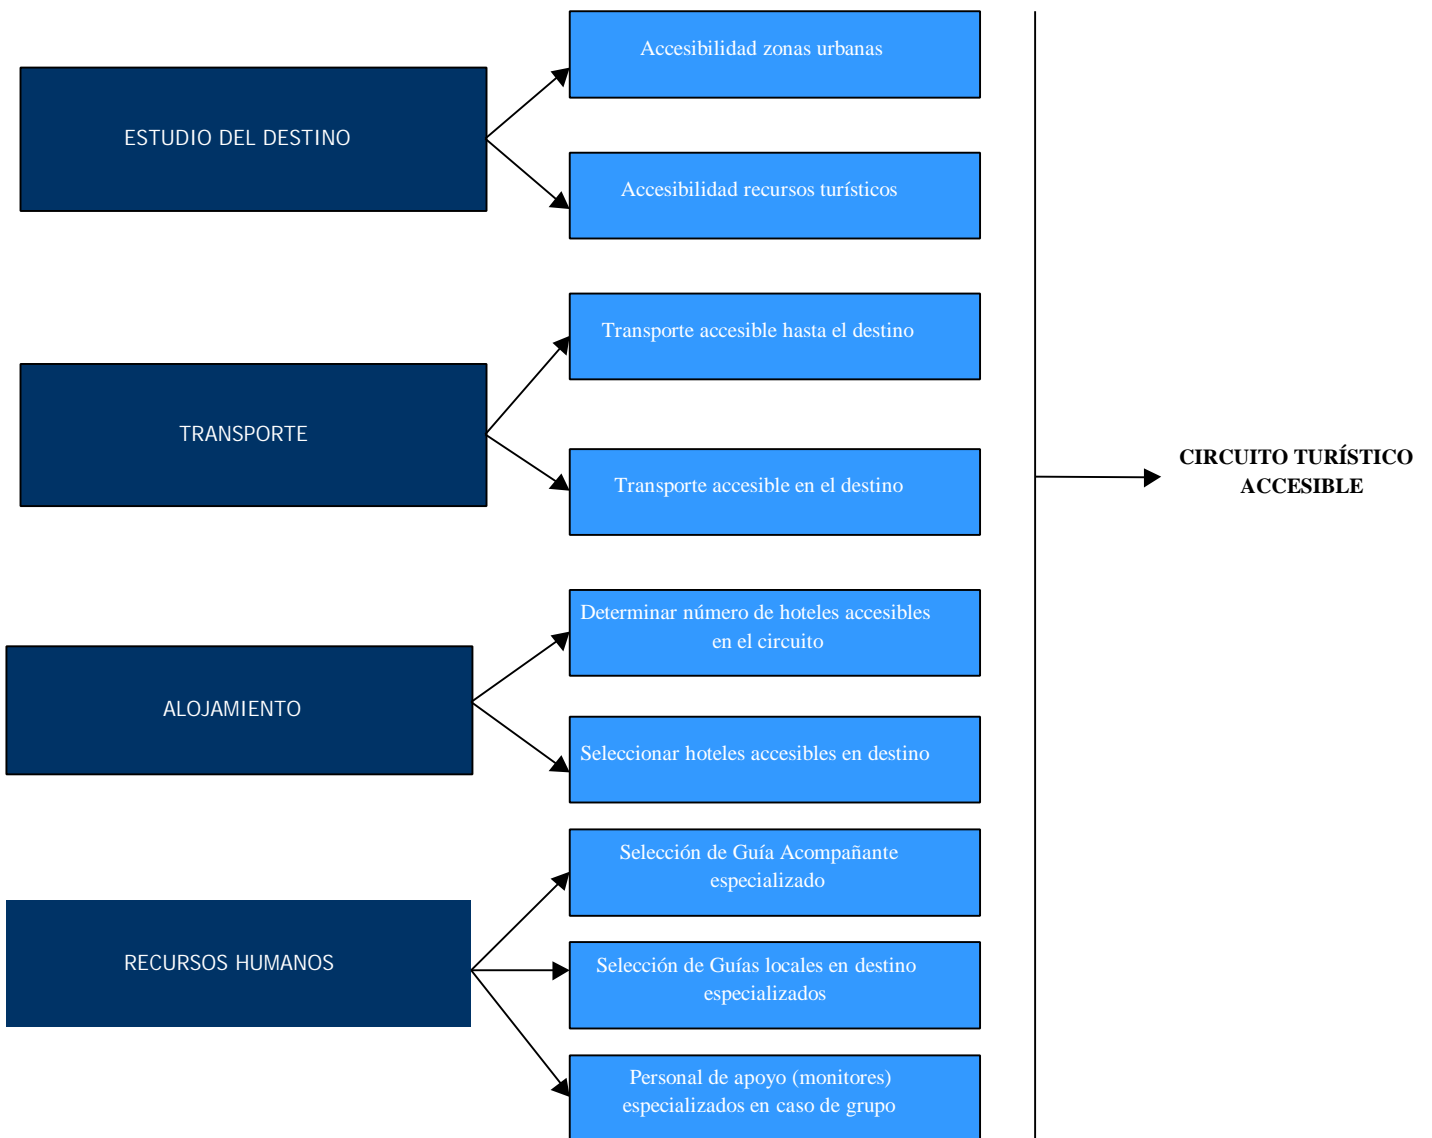 ESTUDIO DEL DESTINO
Accesibilidad zonas urbanas
Accesibilidad recursos turísticos
TRANSPORTE
Transporte accesible hasta el destino
Transporte accesible en el destino
ALOJAMIENTO
Determinar número de hoteles accesibles
en el circuito
Seleccionar hoteles accesibles en destino
RECURSOS HUMANOS
Selección de Guía Acompañante
especializado
Selección de Guías locales en destino
especializados
Personal de apoyo (monitores)
especializados en caso de grupo
CIRCUITO TURÍSTICO
ACCESIBLE